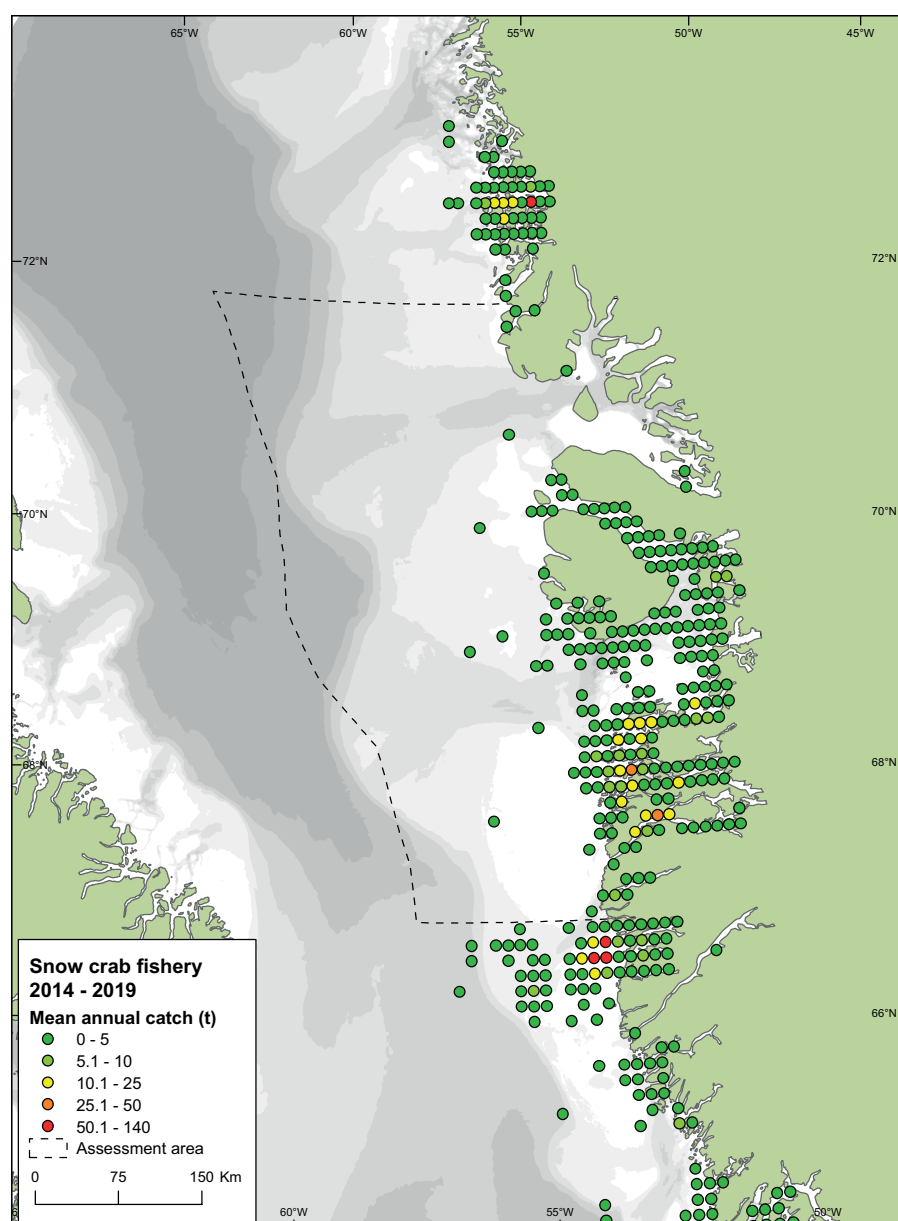 65°W 60°W 55°W 50°W 45°W
72°N 72°N
70°N 70°N
68°N 68°N
66°N
Snow crab fishery
2014 - 2019
Mean annual catch (t)
0 - 5
5.1 - 10
10.1 - 25
25.1 - 50
50.1 - 140
Assessment area
0 75 150 Km
60°W 55°W 50°W